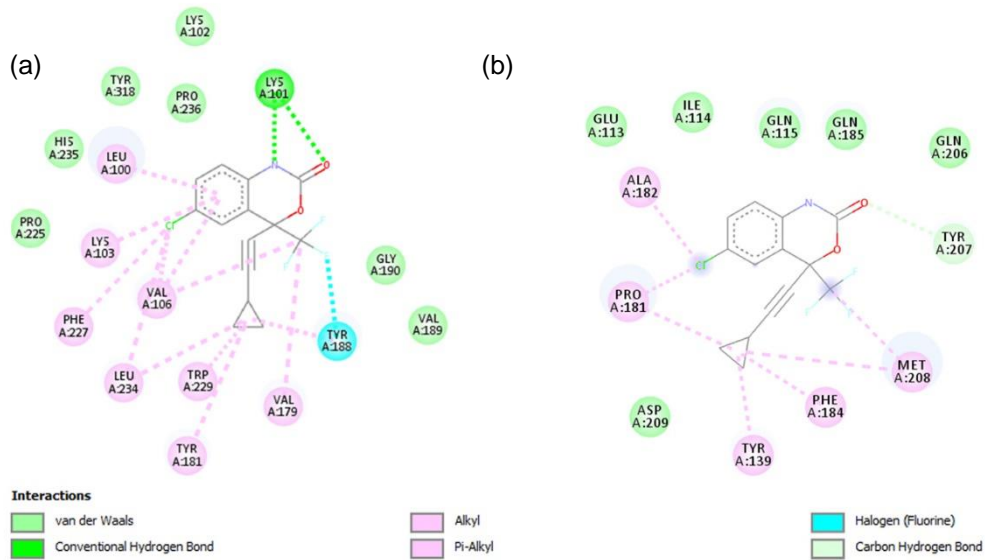 (a)
LYS
A:102
LYS
A:101
TYR
A:318
PRO
A:236
HIS
A:235
LEU
A:100
N
O
O
Cl
F
F
F
PRO
A:225
LYS
A:103
GLY
A:190
VAL
A:106
PHE
A:227
VAL
A:189
TYR
A:188
LEU
A:234
TRP
A:229
VAL
A:179
TYR
A:181
(b)
GLU
A:113
ILE
A:114
GLN
A:115
GLN
A:185
GLN
A:206
ALA
A:182
N
O
O
Cl
F
F
F
TYR
A:207
PRO
A:181
MET
A:208
PHE
A:184
ASP
A:209
TYR
A:139
Interactions
van der Waals
Conventional Hydrogen Bond
Alkyl
Pi-Alkyl
Halogen (Fluorine)
Carbon Hydrogen Bond